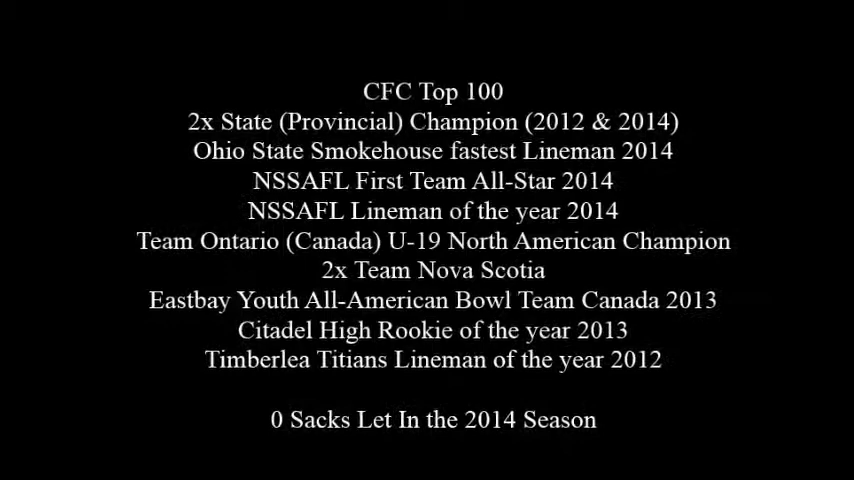 CFC Top 100
2x State (Provincial) Champion (2012 & 2014)
Ohio State Smokehouse fastest Lineman 2014
NSSAFL First Team All-Star 2014
NSSAFL Lineman of the year 2014
Team Ontario (Canada) U-19 North American Champion
2x Team Nova Scotia
Eastbay Youth All-American Bowl Team Canada 2013
Citadel High Rookie of the year 2013
Timberlea Titians Lineman of the year 2012
0 Sacks Let In the 2014 Season